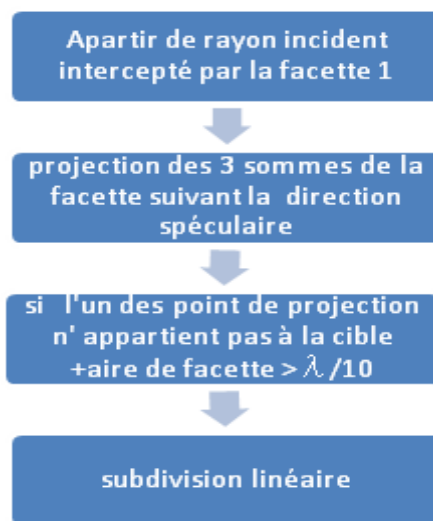 Apartir de rayon incident
intercepté par la facette 1
projection des 3 sommes de la
facette suivant la direction
spéculaire
si l'un des point de projection
n' appartient pas à la cible
+aire de facette > λ /10
subdivision linéaire